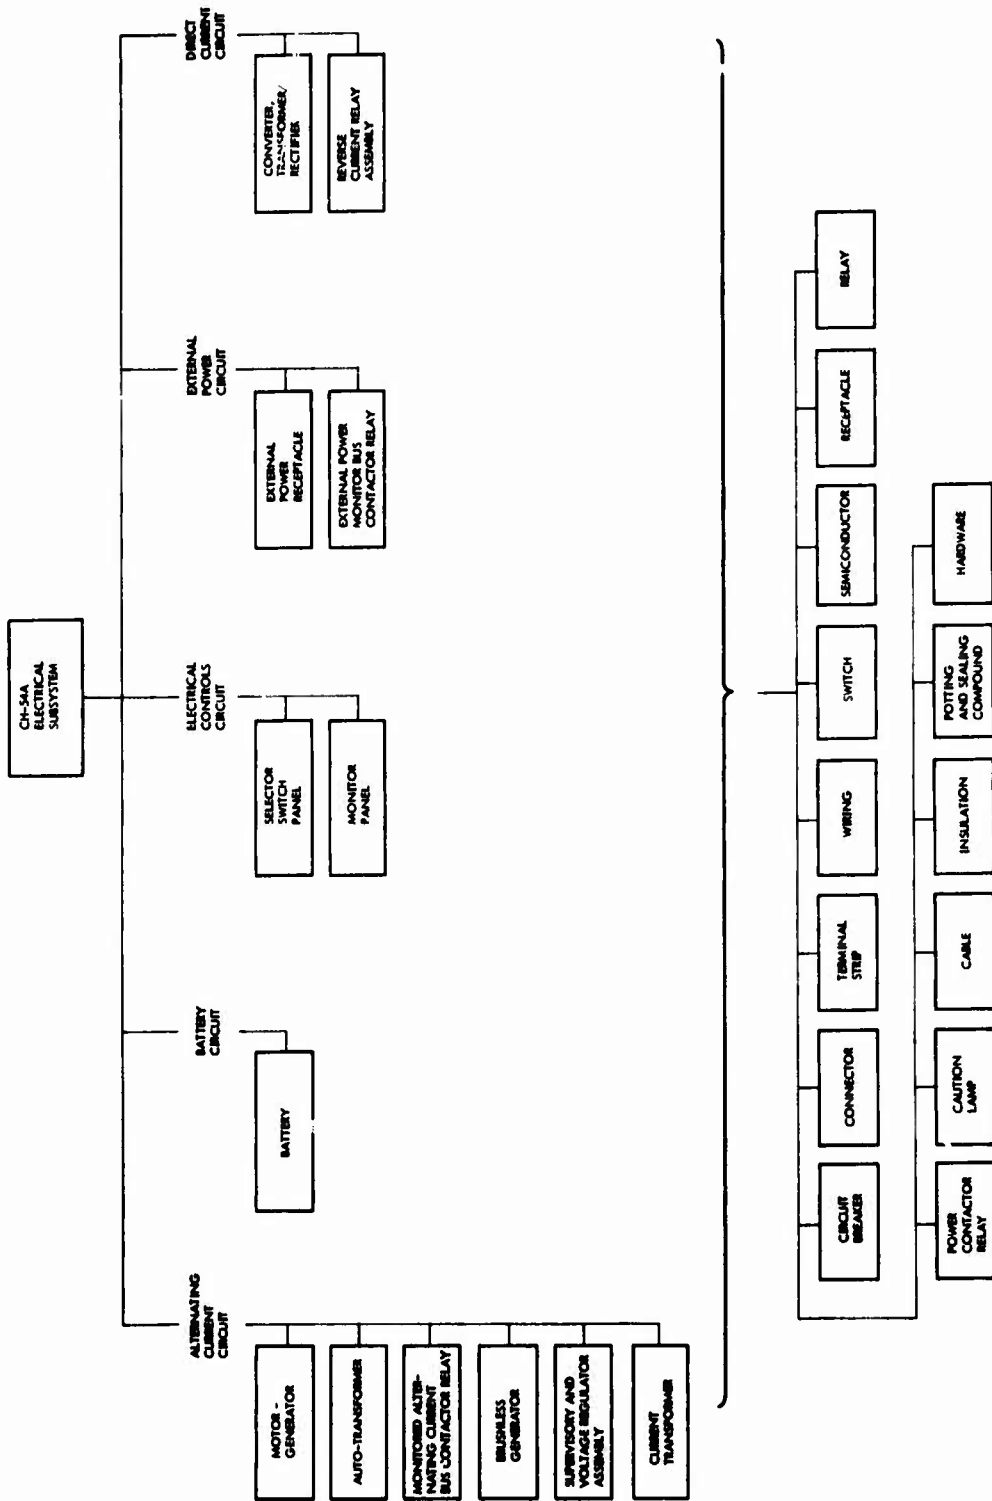 CH-54A
ELECTRICAL
SUBSYSTEM
ALTERNATING
CURRENT
CIRCUIT
MOTOR -
GENERATOR
AUTO-TRANSFORMER
MONITORED ALTER-
NATING CURRENT
BUS CONTACTOR RELAY
BRUSHLESS
GENERATOR
SUPERVISORY AND
VOLTAGE REGULATOR
ASSEMBLY
CURRENT
TRANSFORMER
BATTERY
CIRCUIT
BATTERY
ELECTRICAL
CONTROLS
CIRCUIT
SELECTOR
SWITCH
PANEL
MONITOR
PANEL
EXTERNAL
POWER
CIRCUIT
EXTERNAL
POWER
RECEPTACLE
EXTERNAL POWER
MONITOR BUS
CONTACTOR RELAY
DIRECT
CURRENT
CIRCUIT
CONVERTER,
TRANSFORMER/
RECTIFIER
REVERSE
CURRENT RELAY
ASSEMBLY
CIRCUIT
BREAKER
CONNECTOR
TERMINAL
STRIP
WIRING
SWITCH
SEMICONDUCTOR
RECEPTACLE
RELAY
POWER
CONTACTOR
RELAY
CAUTION
LAMP
CABLE
INSULATION
POTTING
AND SEALING
COMPOUND
HARDWARE